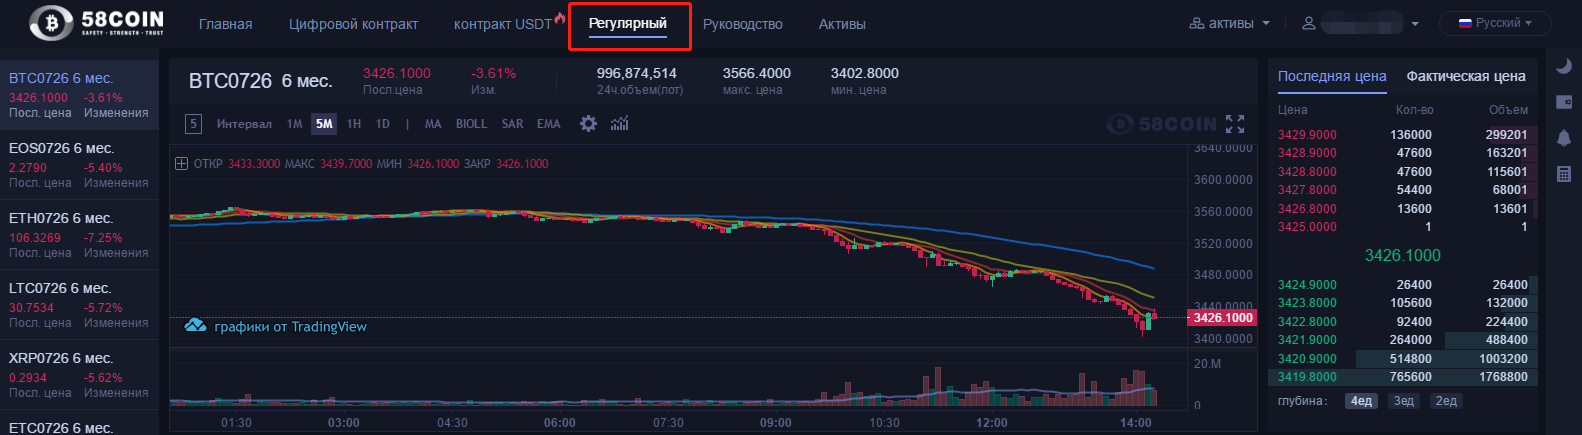 58COIN
SAFETY · STRENGTH · TRUST
Главная
Цифровой контракт
контракт USDT
Регулярный
Руководство
Активы
активы
Русский
BTC0726 6 мес.
3426.1000 -3.61%
Посл.цена Изменения
EOS0726 6 мес.
2.2790 -5.40%
Посл. цена Изменения
ETH0726 6 мес.
106.3269 -7.25%
Посл. цена Изменения
LTC0726 6 мес.
30.7534 -5.72%
Посл. цена Изменения
XRP0726 6 мес.
0.2934 -5.62%
Посл. цена Изменения
ETC0726 6 мес.
BTC0726 6 мес.
3426.1000 -3.61% 996,874,514 3566.4000 3402.8000
Посл.цена Изм. 24ч.объем(лот) макс. цена мин. цена
5 Интервал 1M 5M 1H 1D | MA BIOLL SAR EMA
58COIN
ОТКР 3433.3000 МАКС 3439.7000 МИН 3426.1000 ЗАКР 3426.1000
3640.0000
3600.0000
3560.0000
3520.0000
3480.0000
3440.0000
3426.1000
3400.0000
графики от TradingView
20.M
0
01:30 03:00 04:30 06:00 07:30 09:00 10:30 12:00 14:00
Последняя цена Фактическая цена
Цена Кол-во Объем
3429.9000 136000 299201
3428.9000 47600 163201
3428.8000 47600 115601
3427.8000 54400 68001
3426.8000 13600 13601
3425.0000 1 1
3426.1000
3424.9000 26400 26400
3423.8000 105600 132000
3422.8000 92400 224400
3421.9000 264000 488400
3420.9000 514800 1003200
3419.8000 765600 1768800
глубина: 4ед 3ед 2ед